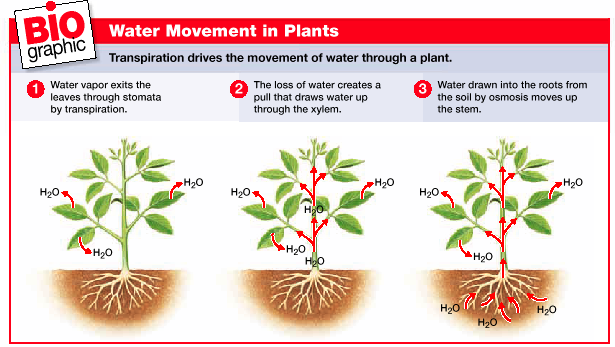 BIO
graphic
Water Movement in Plants
Transpiration drives the movement of water through a plant.
1 Water vapor exits the
leaves through stomata
by transpiration.
2 The loss of water creates a
pull that draws water up
through the xylem.
3 Water drawn into the roots from
the soil by osmosis moves up
the stem.
H₂O
H₂O
H₂O
H₂O
H₂O
H₂O
H₂O
H₂O
H₂O
H₂O
H₂O
H₂O
H₂O
H₂O